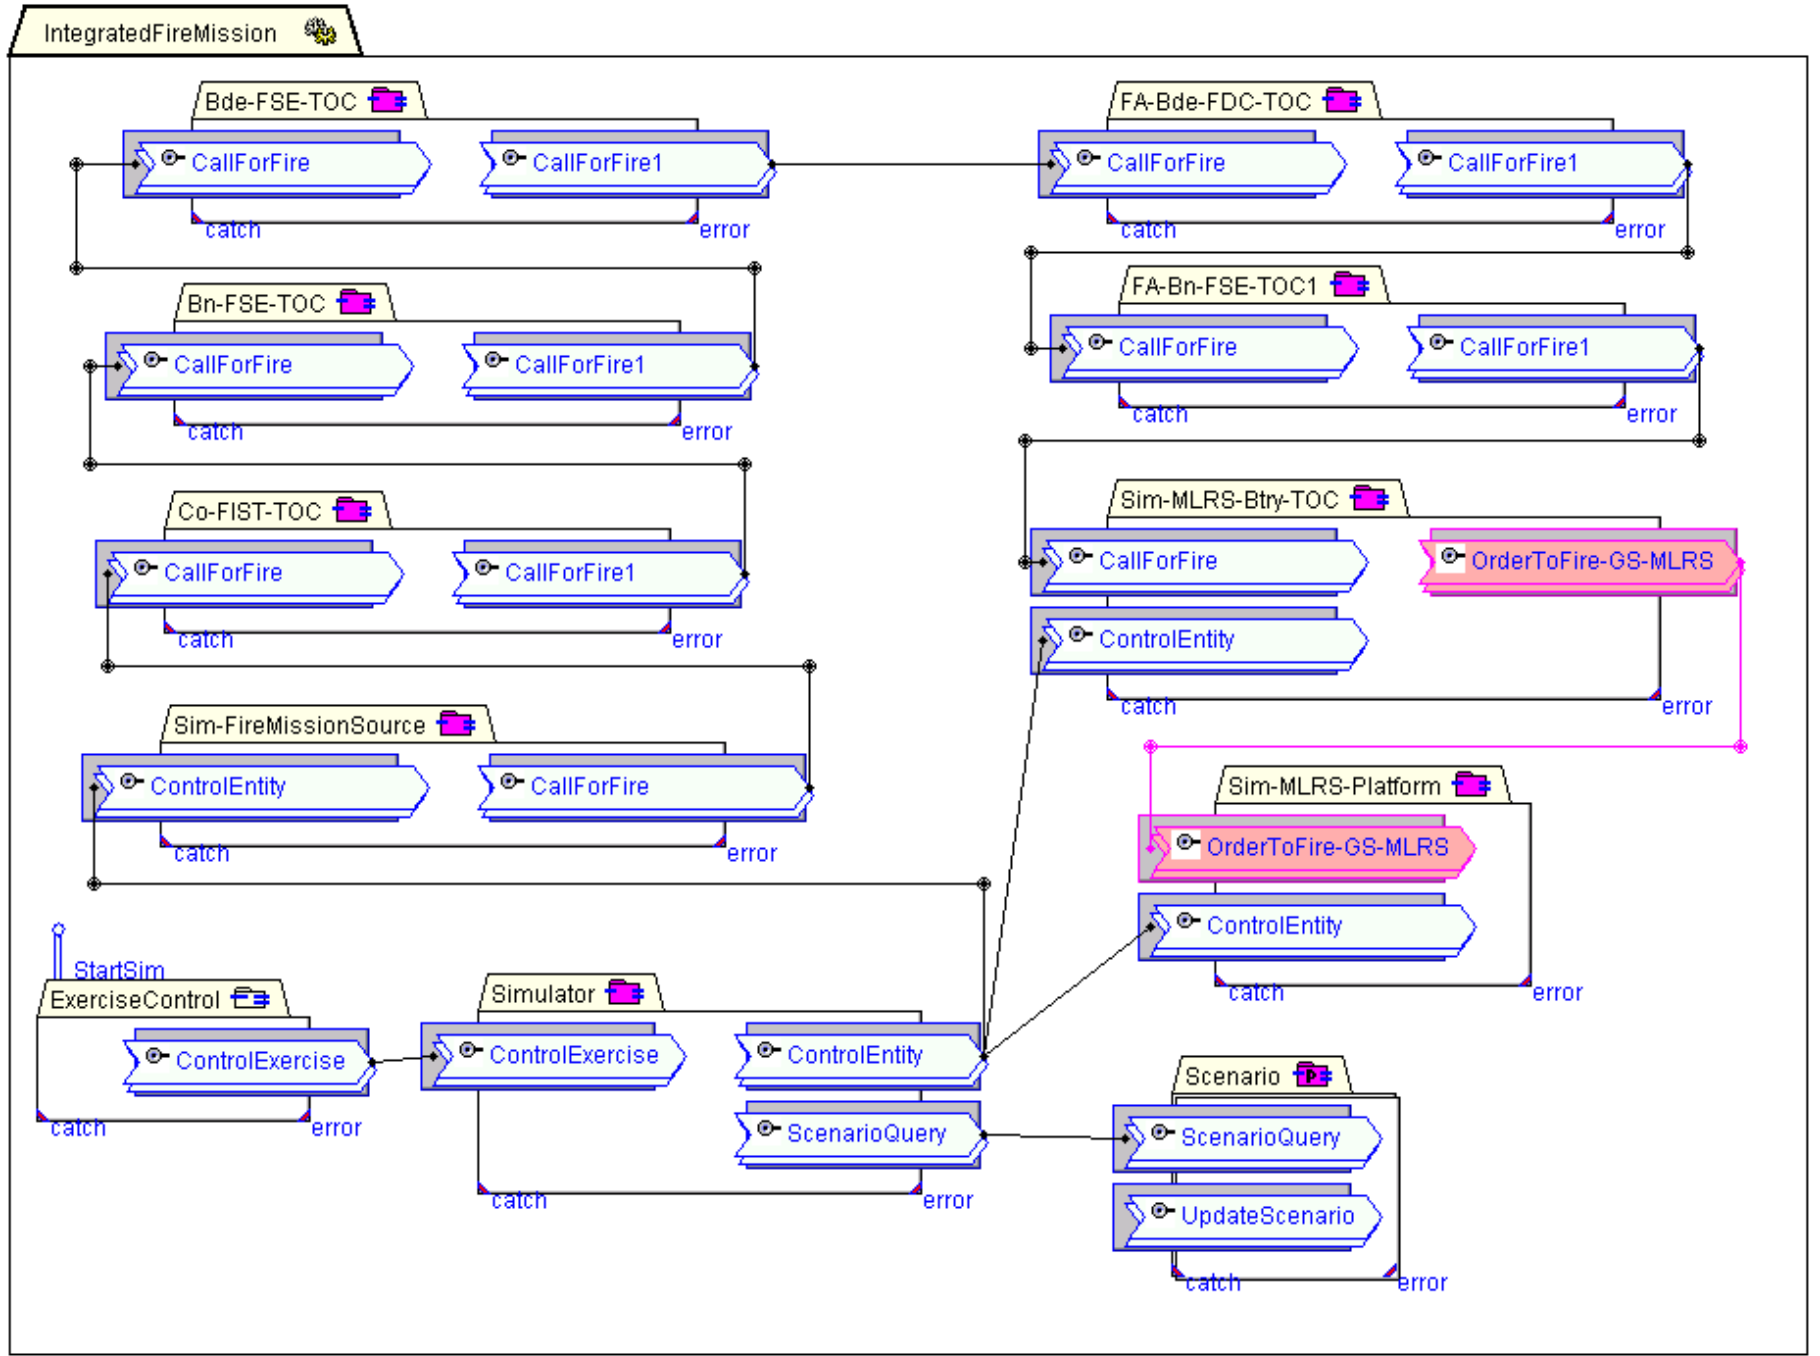 IntegratedFireMission
Bde-FSE-TOC
CallForFire
CallForFire1
catch
error
FA-Bde-FDC-TOC
CallForFire
CallForFire1
catch
error
Bn-FSE-TOC
CallForFire
CallForFire1
catch
error
FA-Bn-FSE-TOC1
CallForFire
CallForFire1
catch
error
Co-FIST-TOC
CallForFire
CallForFire1
catch
error
Sim-MLRS-Btry-TOC
CallForFire
OrderToFire-GS-MLRS
ControlEntity
catch
error
Sim-FireMissionSource
ControlEntity
CallForFire
catch
error
Sim-MLRS-Platform
OrderToFire-GS-MLRS
ControlEntity
catch
error
StartSim
ExerciseControl
ControlExercise
catch
error
Simulator
ControlExercise
ControlEntity
ScenarioQuery
catch
error
Scenario
P
ScenarioQuery
UpdateScenario
catch
error